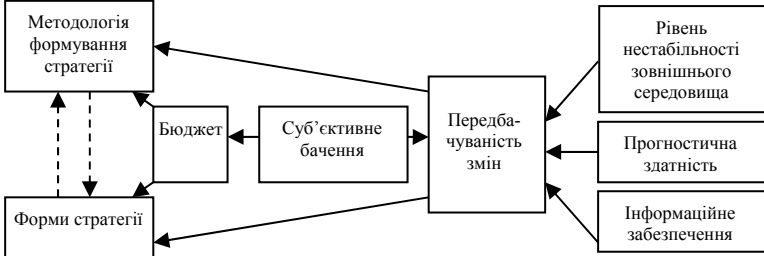 Методологія
формування
стратегії
Бюджет
Форми стратегії
Суб’єктивне
бачення
Передба-
чуваність
змін
Рівень
нестабільності
зовнішнього
середовища
Прогностична
здатність
Інформаційне
забезпечення